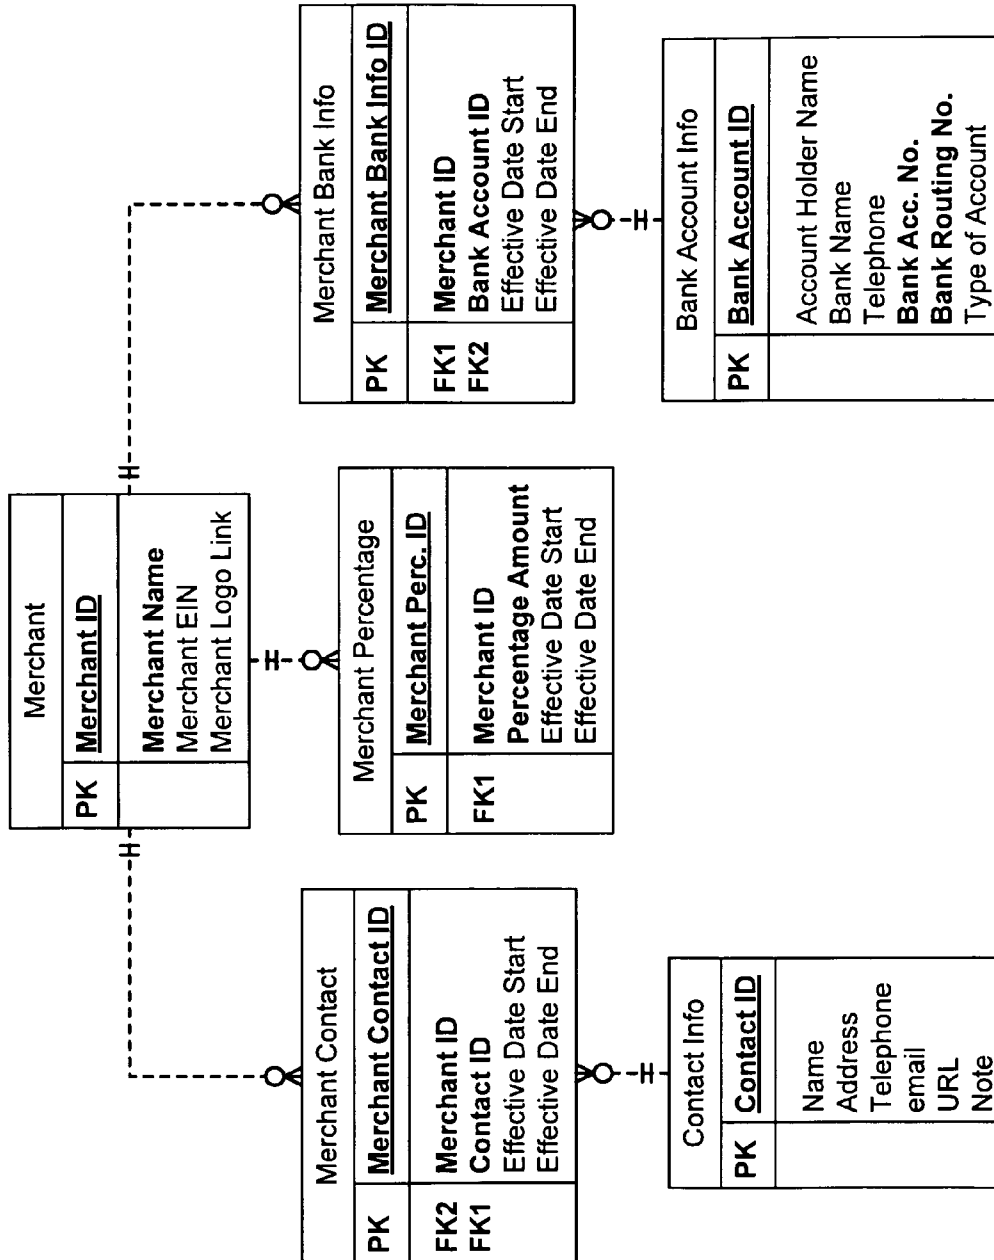 Merchant
PK Merchant ID
Merchant Name
Merchant EIN
Merchant Logo Link
Merchant Contact
PK Merchant Contact ID
FK2 Merchant ID
FK1 Contact ID
Effective Date Start
Effective Date End
Merchant Percentage
PK Merchant Perc. ID
FK1 Merchant ID
Percentage Amount
Effective Date Start
Effective Date End
Merchant Bank Info
PK Merchant Bank Info ID
FK1 Merchant ID
FK2 Bank Account ID
Effective Date Start
Effective Date End
Contact Info
PK Contact ID
Name
Address
Telephone
email
URL
Note
Bank Account Info
PK Bank Account ID
Account Holder Name
Bank Name
Telephone
Bank Acc. No.
Bank Routing No.
Type of Account